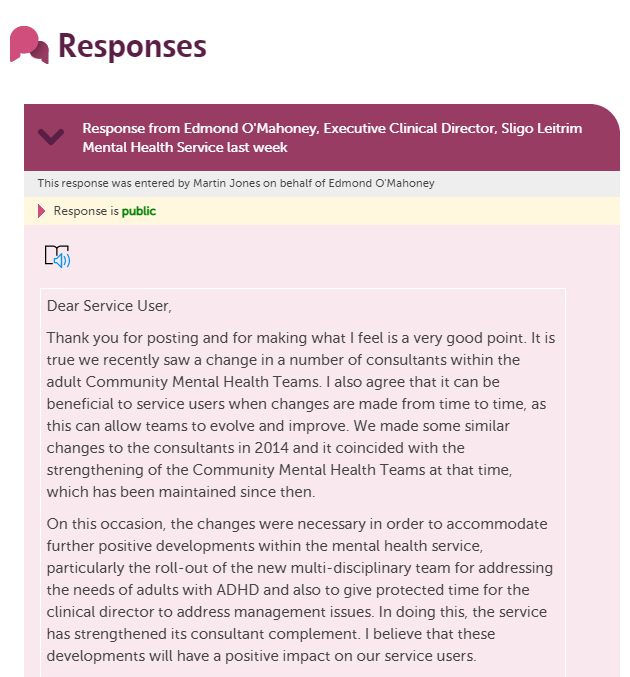 Responses
Response from Edmond O'Mahoney, Executive Clinical Director, Sligo Leitrim
Mental Health Service last week
This response was entered by Martin Jones on behalf of Edmond O'Mahoney
Response is public
Dear Service User,
Thank you for posting and for making what I feel is a very good point. It is
true we recently saw a change in a number of consultants within the
adult Community Mental Health Teams. I also agree that it can be
beneficial to service users when changes are made from time to time, as
this can allow teams to evolve and improve. We made some similar
changes to the consultants in 2014 and it coincided with the
strengthening of the Community Mental Health Teams at that time,
which has been maintained since then.
On this occasion, the changes were necessary in order to accommodate
further positive developments within the mental health service,
particularly the roll-out of the new multi-disciplinary team for addressing
the needs of adults with ADHD and also to give protected time for the
clinical director to address management issues. In doing this, the service
has strengthened its consultant complement. I believe that these
developments will have a positive impact on our service users.